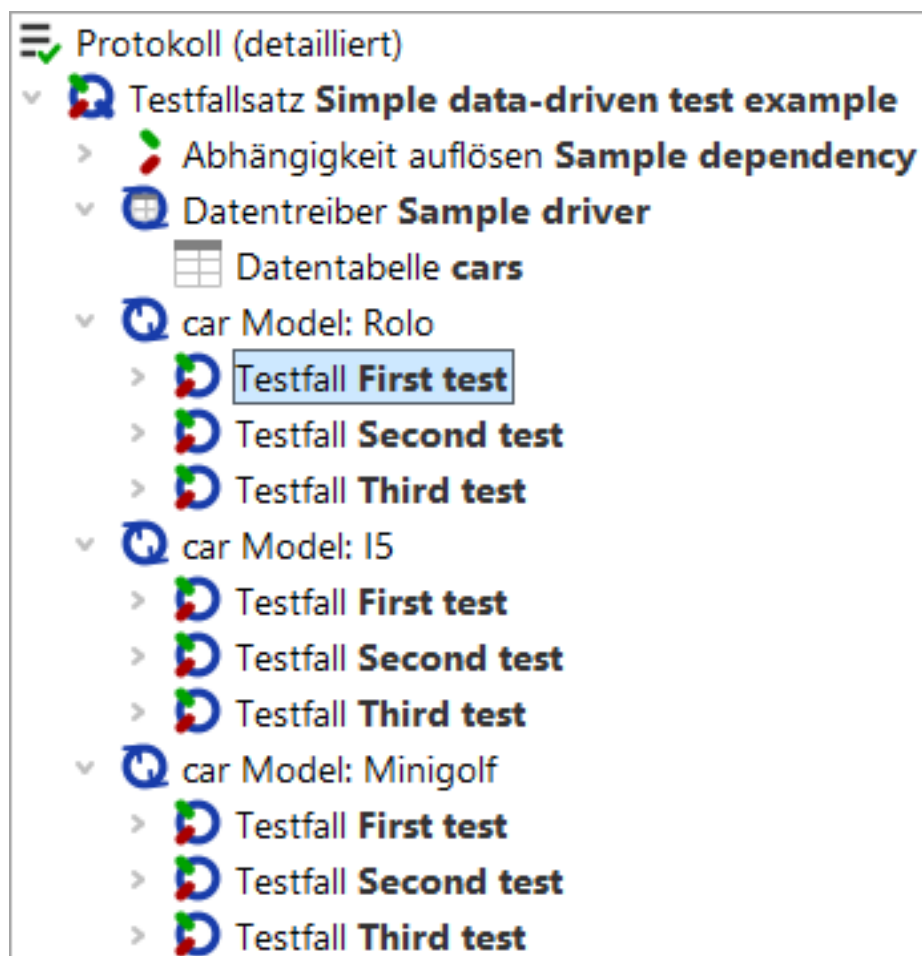 Protokoll (detailliert)
Testfallsatz Simple data-driven test example
Abhängigkeit auflösen Sample dependency
Datentreiber Sample driver
Datentabelle cars
car Model: Rolo
Testfall First test
Testfall Second test
Testfall Third test
car Model: I5
Testfall First test
Testfall Second test
Testfall Third test
car Model: Minigolf
Testfall First test
Testfall Second test
Testfall Third test